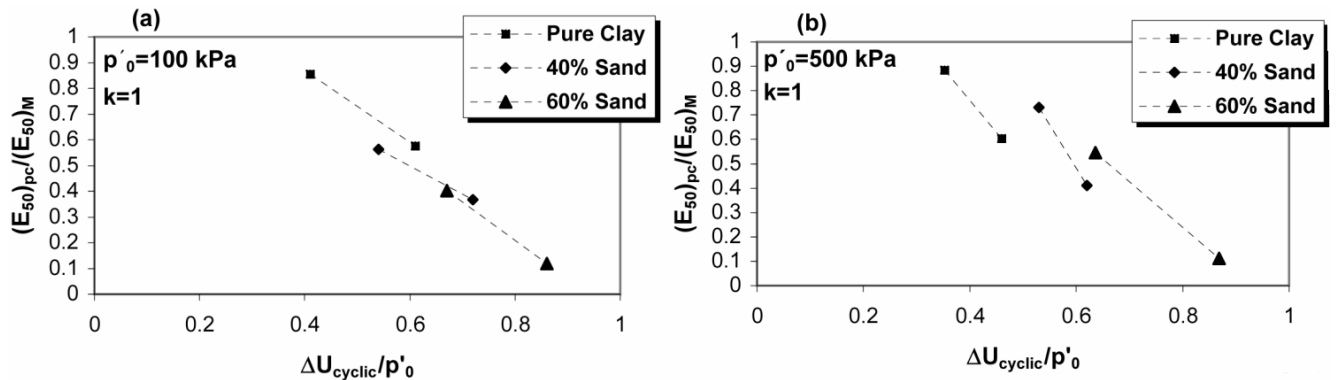 (a)
Pure Clay
40% Sand
60% Sand
p´0=100 kPa
k=1
1
0.9
0.8
0.7
0.6
0.5
0.4
0.3
0.2
0.1
0
0 0.2 0.4 0.6 0.8 1
(E50)pc/(E50)M
ΔUcyclic/p'0
(b)
Pure Clay
40% Sand
60% Sand
p´0=500 kPa
k=1
1
0.9
0.8
0.7
0.6
0.5
0.4
0.3
0.2
0.1
0
0 0.2 0.4 0.6 0.8 1
(E50)pc/(E50)M
ΔUcyclic/p'0